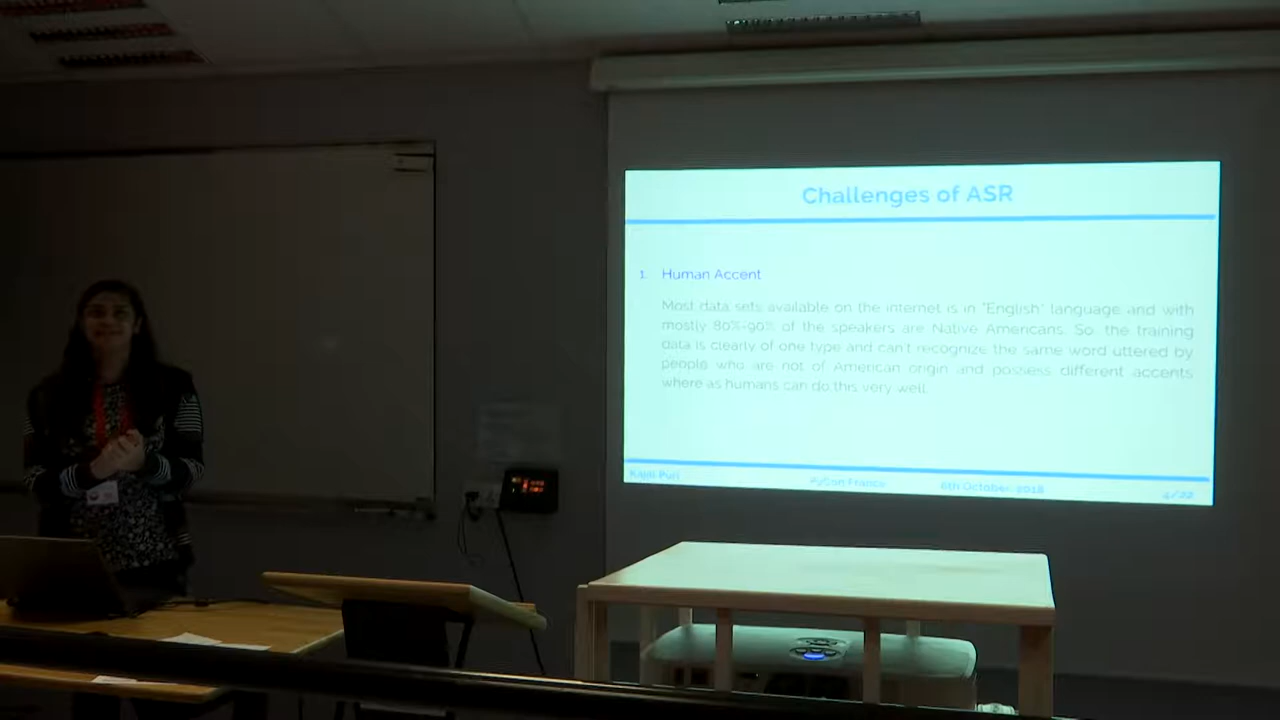 Challenges of ASR
1. Human Accent
Most data sets available on the internet is in "English" language and with
mostly 80%-90% of the speakers are Native Americans. So, the training
data is clearly of one type and can't recognize the same word uttered by
people who are not of American origin and possess different accents
where as humans can do this very well.
Kajal Puri
PyCon France
6th October, 2018
4/22